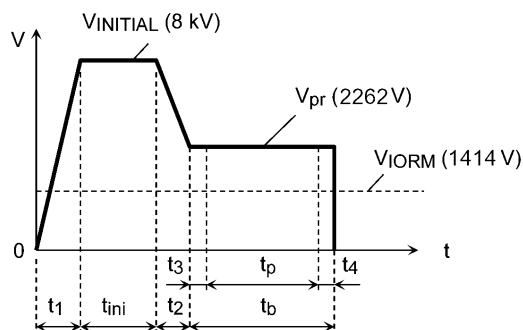 VINITIAL (8 kV)
V
Vpr (2262 V)
VIORM (1414 V)
0
t
t3 tp t4
t1 tini t2 tb